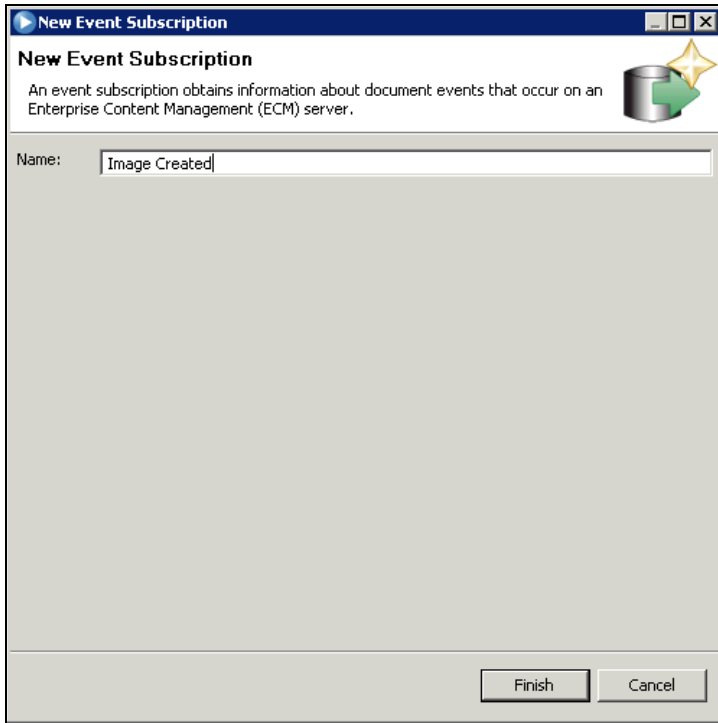 New Event Subscription
New Event Subscription
An event subscription obtains information about document events that occur on an
Enterprise Content Management (ECM) server.
Name: Image Created
Finish Cancel